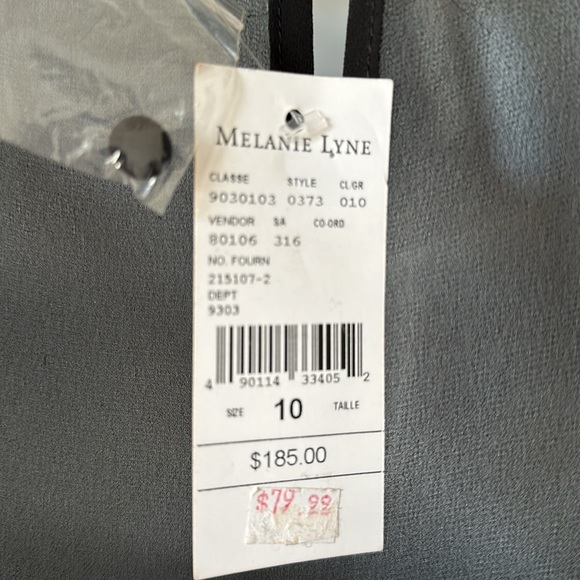 MELANIE LYNE
CLASSE STYLE CL/GR
9030103 0373 010
VENDOR SA CO-ORD
80106 316
NO. FOURN
215107-2
DEPT
9303
4 90114 33405 2
SIZE 10 TAILLE
$185.00
$79.99